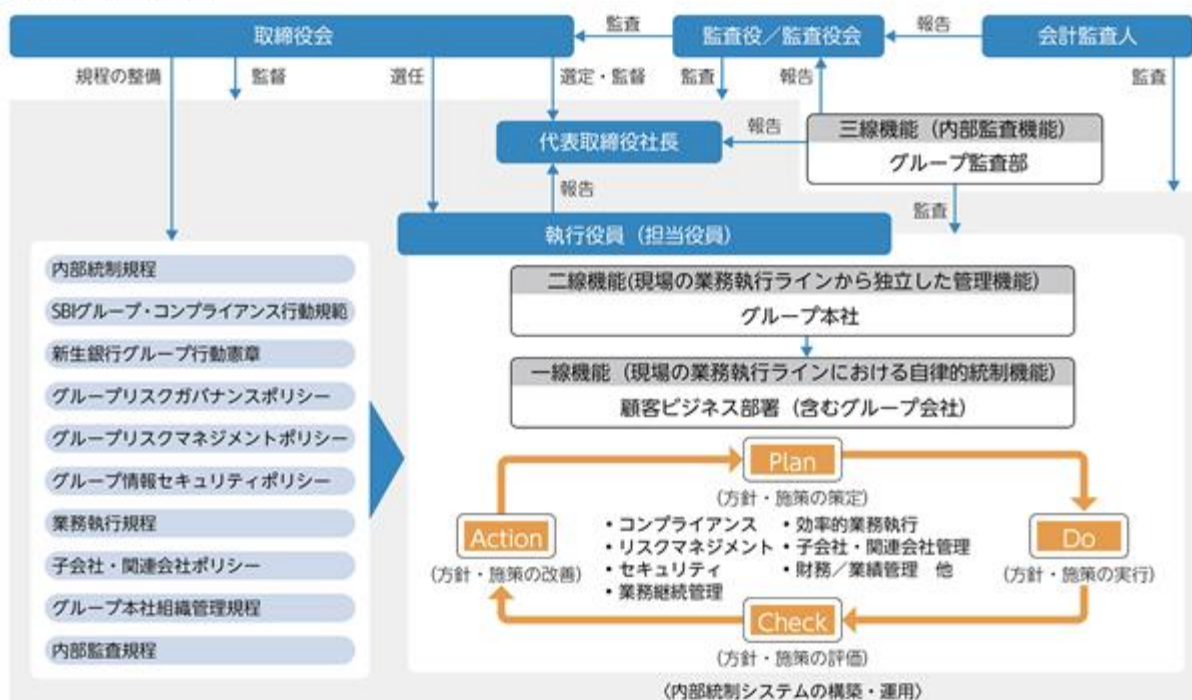 取締役会
監査
監査役／監査役会
報告
会計監査人
規程の整備
監督
選任
選定・監督
監査
報告
監査
代表取締役社長
報告
三線機能（内部監査機能）
グループ監査部
報告
監査
執行役員（担当役員）
内部統制規程
SBIグループ・コンプライアンス行動規範
新生銀行グループ行動憲章
グループリスクガバナンスポリシー
グループリスクマネジメントポリシー
グループ情報セキュリティポリシー
業務執行規程
子会社・関連会社ポリシー
グループ本社組織管理規程
内部監査規程
二線機能(現場の業務執行ラインから独立した管理機能)
グループ本社
一線機能（現場の業務執行ラインにおける自律的統制機能）
顧客ビジネス部署（含むグループ会社）
Plan
(方針・施策の策定)
Action
(方針・施策の改善)
• コンプライアンス
• リスクマネジメント
• セキュリティ
• 業務継続管理
• 効率的業務執行
• 子会社・関連会社管理
• 財務／業績管理 他
Do
(方針・施策の実行)
Check
(方針・施策の評価)
〈内部統制システムの構築・運用〉